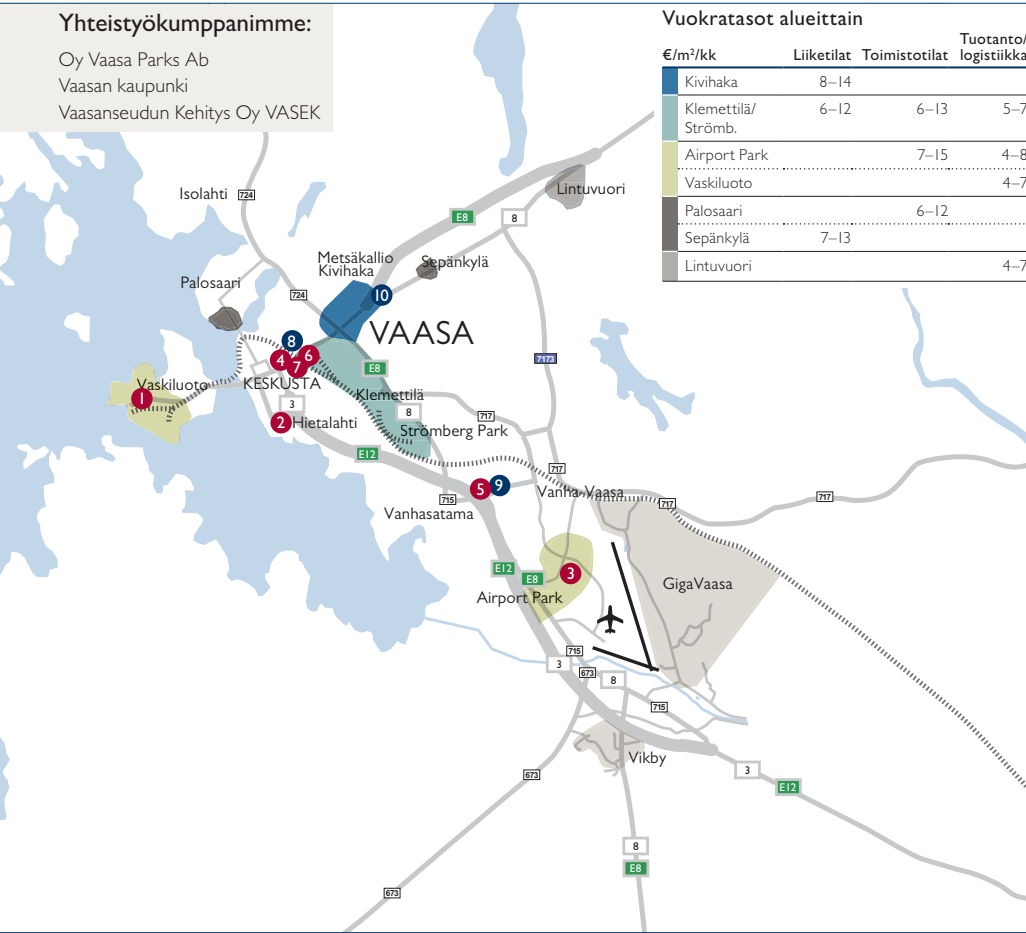 Yhteistyökumppanimme:
Oy Vaasa Parks Ab
Vaasan kaupunki
Vaasanseudun Kehitys Oy VASEK
Vuokratasot alueittain
€/m²/kk Liiketilat Toimistotilat Tuotanto/
logistiikka
Kivihaka 8–14
Klemettilä/ 6–12 6–13 5–7
Strömb.
Airport Park 7–15 4–8
Vaskiluoto 4–7
Palosaari 6–12
Sepänkylä 7–13
Lintuvuori 4–7
Isolahti 724
Lintuvuori
E8 8
Metsäkallio
Kivihaka
Sepänkylä
Palosaari
724
10
VAASA
8
4 6
7
7173
E8
Vaskiluoto
KESKUSTA
1
Klemettilä
3
8
717
2 Hietalahti
Strömberg Park
E12
717
5 9
Vanha Vaasa
715
717
717
Vanhasatama
E12
E8
3
GigaVaasa
Airport Park
715
3
673
8
715
Vikby
673
3
E12
8
E8
673